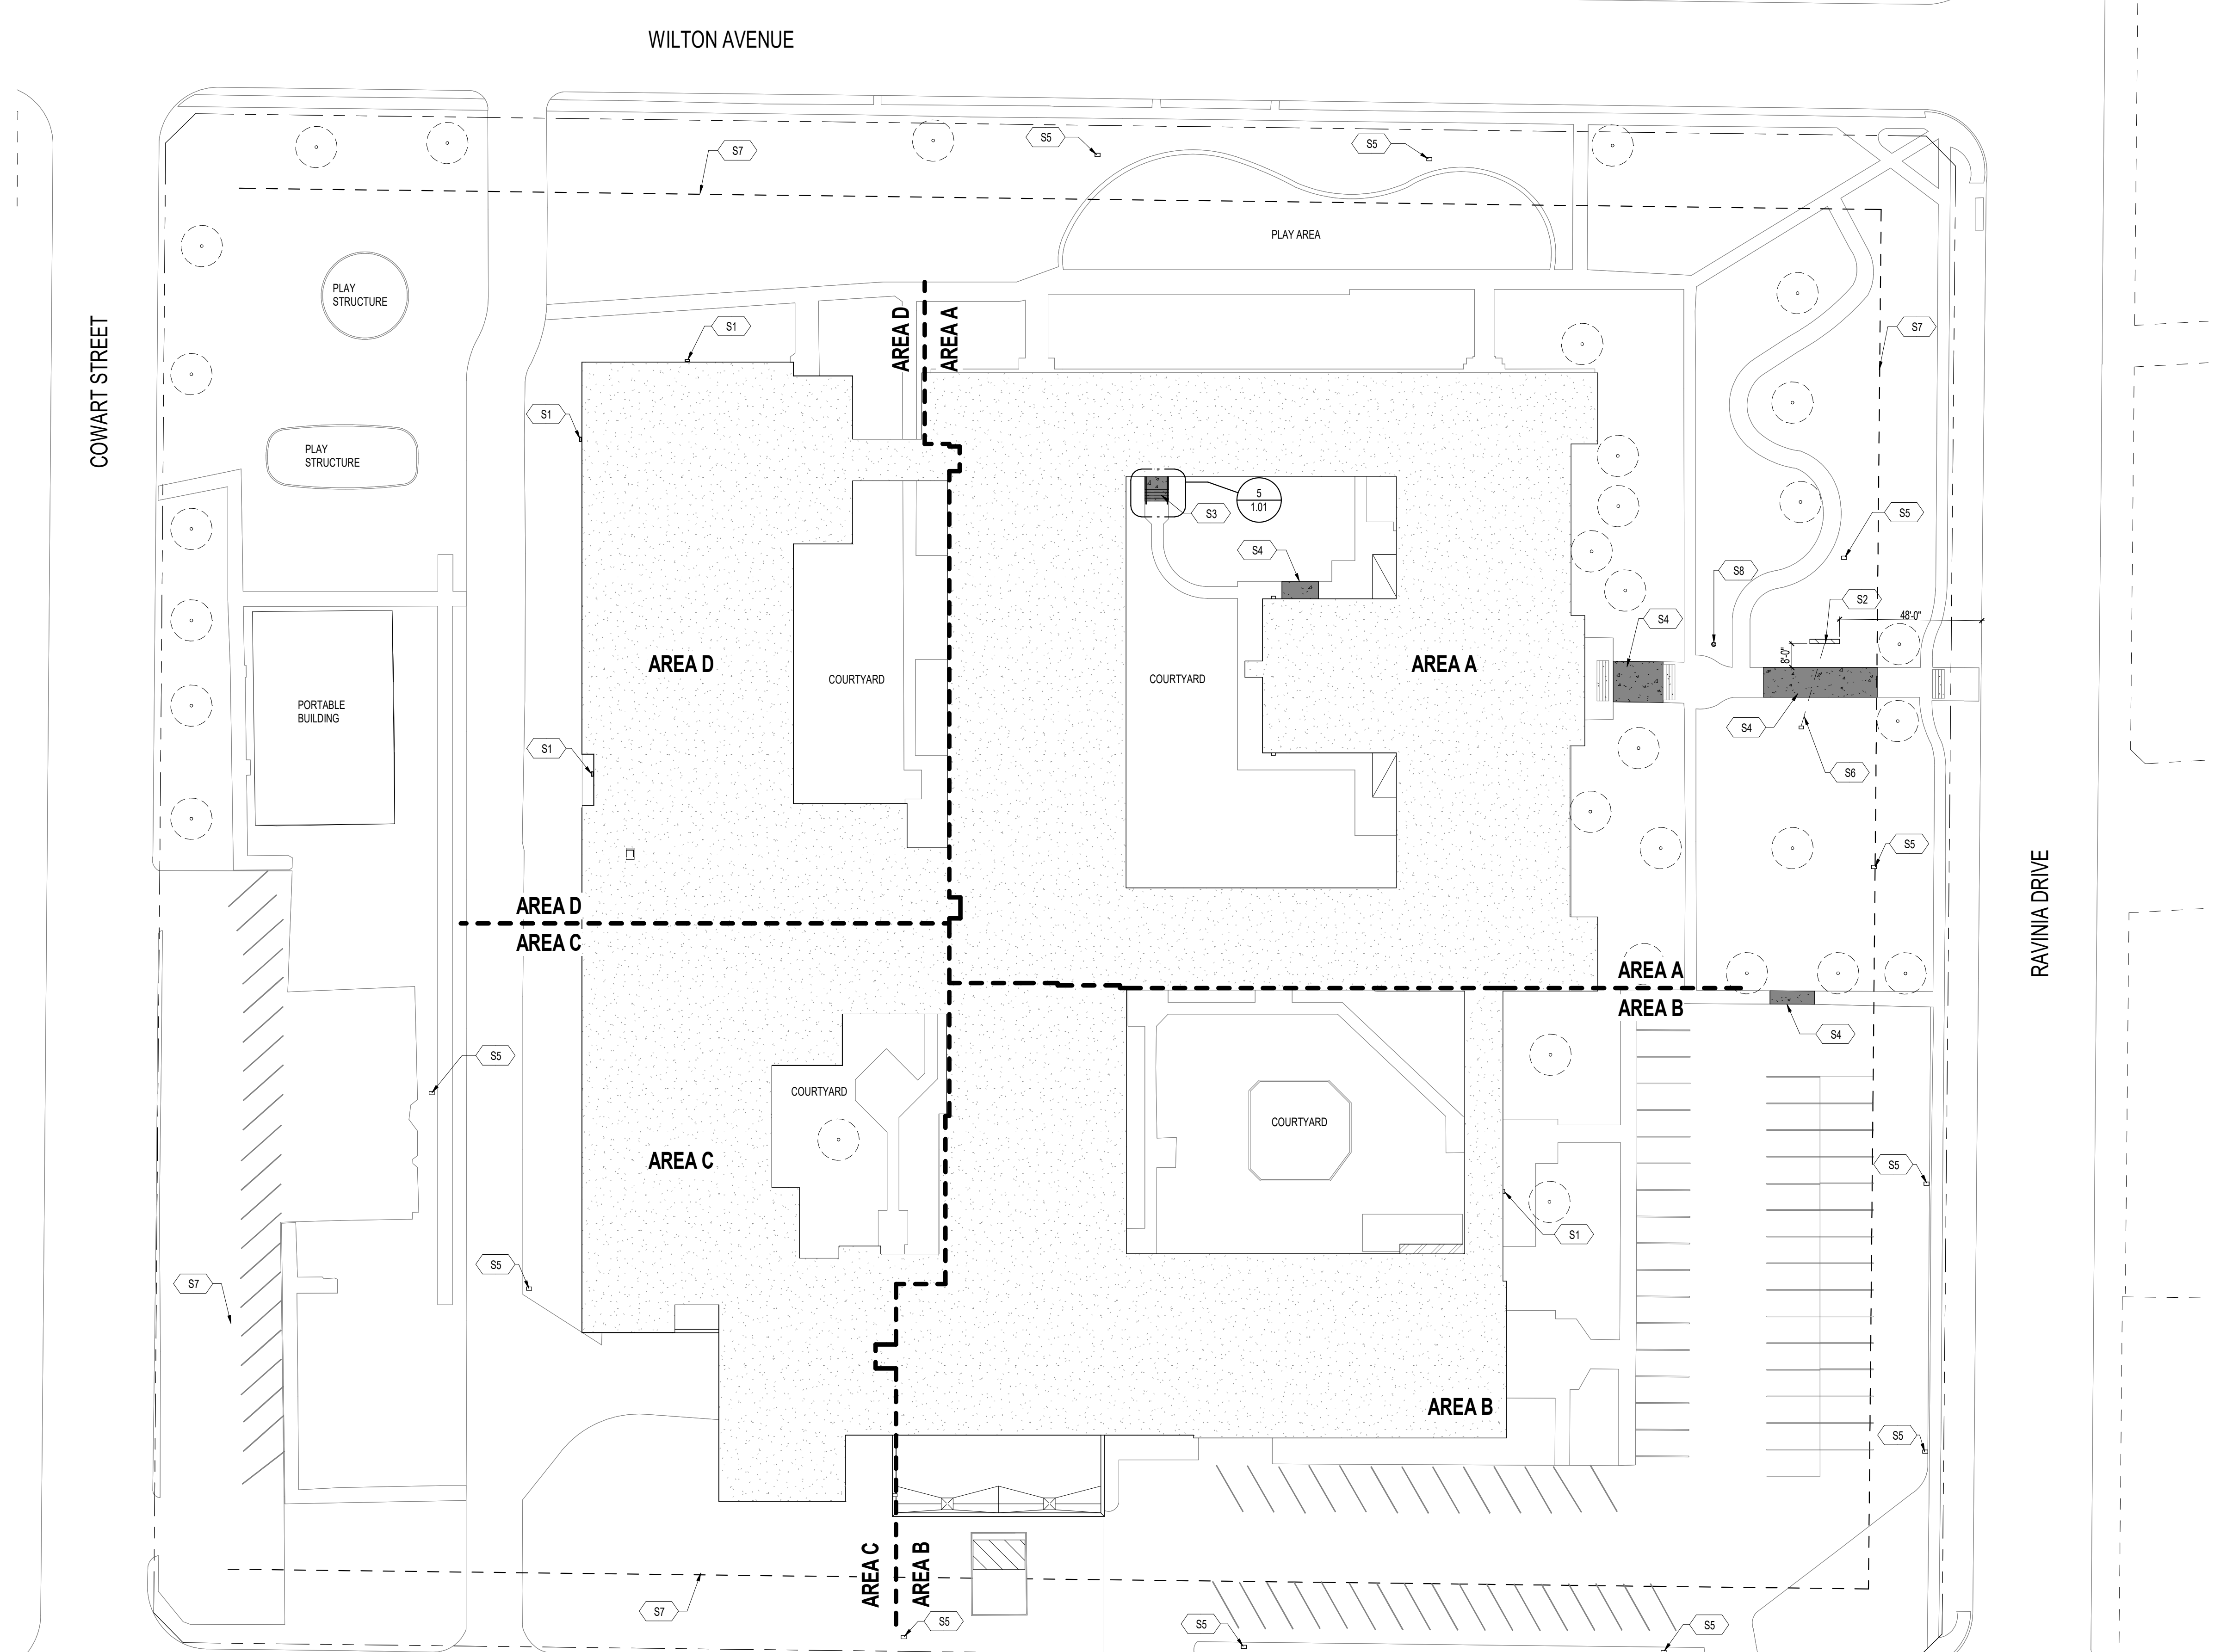 WILTON AVENUE
S5
S5
S7
PLAY AREA
PLAY
STRUCTURE
COWART STREET
AREA D
AREA A
S1
S7
S1
PLAY
STRUCTURE
5
1.01
S3
S5
S4
S8
S2
48'-0"
S4
8'-0"
AREA D
COURTYARD
COURTYARD
AREA A
PORTABLE
BUILDING
S4
S1
S6
S5
RAVINIA DRIVE
AREA D
AREA C
AREA A
AREA B
S4
S5
COURTYARD
COURTYARD
AREA C
S5
S1
S5
S7
AREA B
S5
AREA C
AREA B
S7
S5
S5
S5